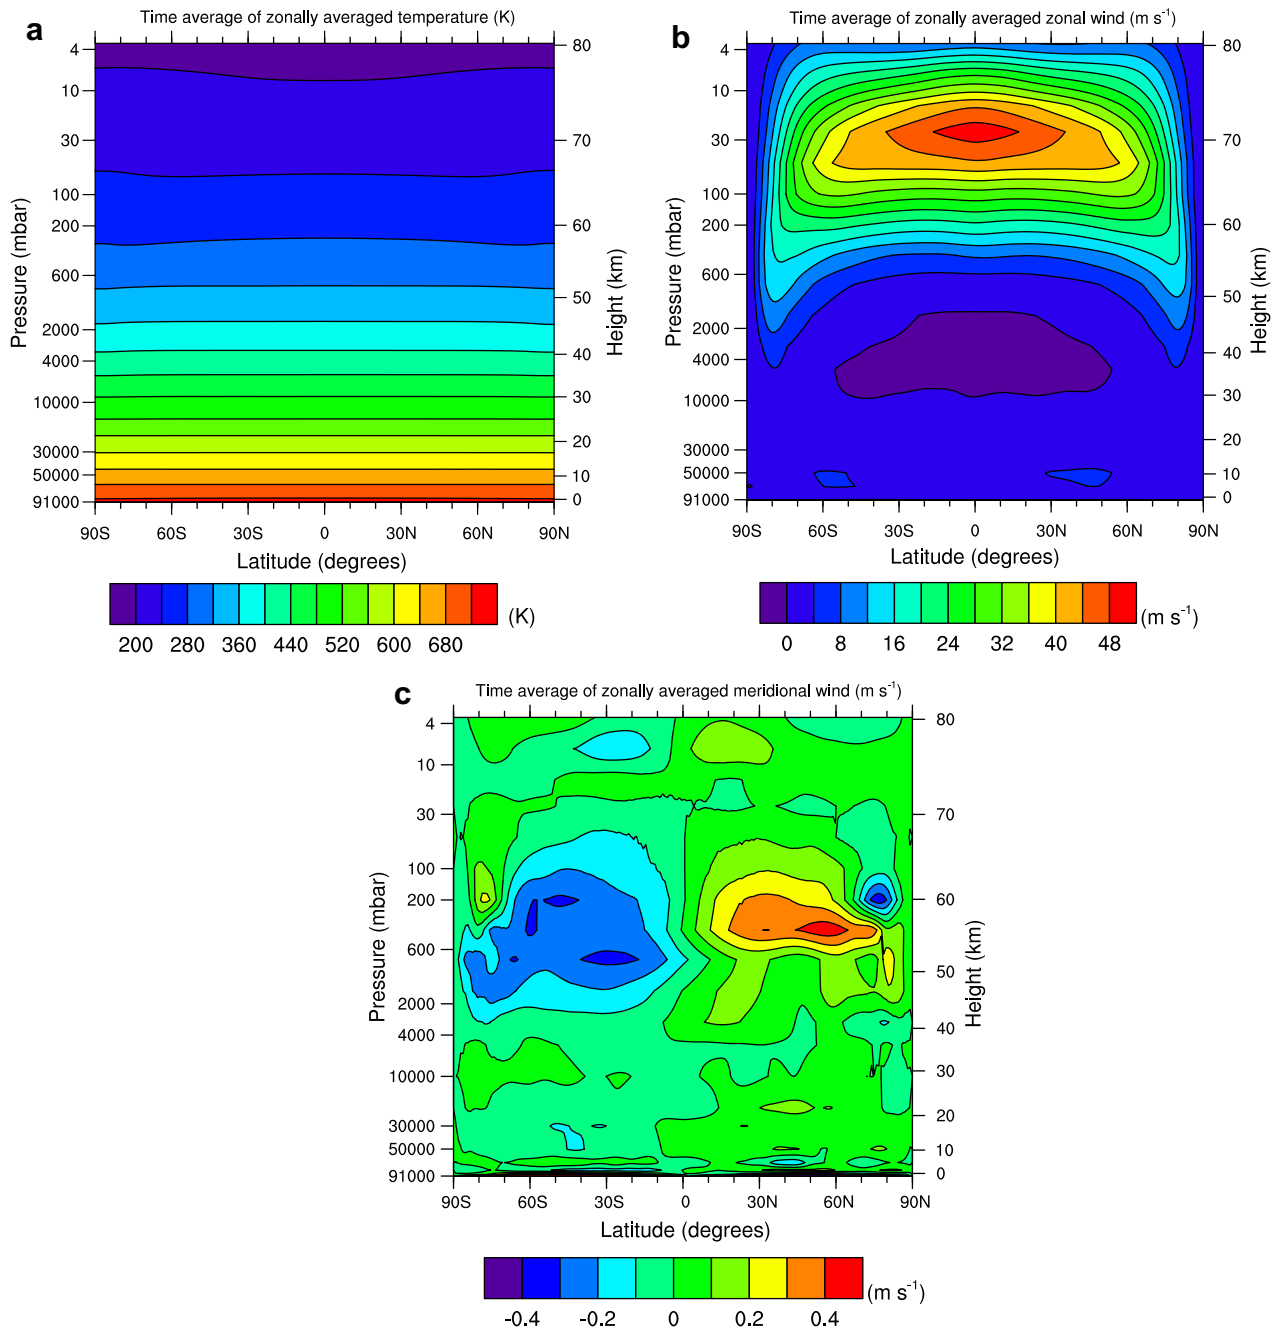 a
Time average of zonally averaged temperature (K)
4
10
30
100
200
600
2000
4000
10000
30000
50000
91000
Pressure (mbar)
80
70
60
50
40
30
20
10
0
Height (km)
90S 60S 30S 0 30N 60N 90N
Latitude (degrees)
200 280 360 440 520 600 680
(K)
b
Time average of zonally averaged zonal wind (m s-1)
4
10
30
100
200
600
2000
4000
10000
30000
50000
91000
Pressure (mbar)
80
70
60
50
40
30
20
10
0
Height (km)
90S 60S 30S 0 30N 60N 90N
Latitude (degrees)
0 8 16 24 32 40 48
(m s-1)
c
Time average of zonally averaged meridional wind (m s-1)
4
10
30
100
200
600
2000
4000
10000
30000
50000
91000
Pressure (mbar)
80
70
60
50
40
30
20
10
0
Height (km)
90S 60S 30S 0 30N 60N 90N
Latitude (degrees)
-0.4 -0.2 0 0.2 0.4
(m s-1)